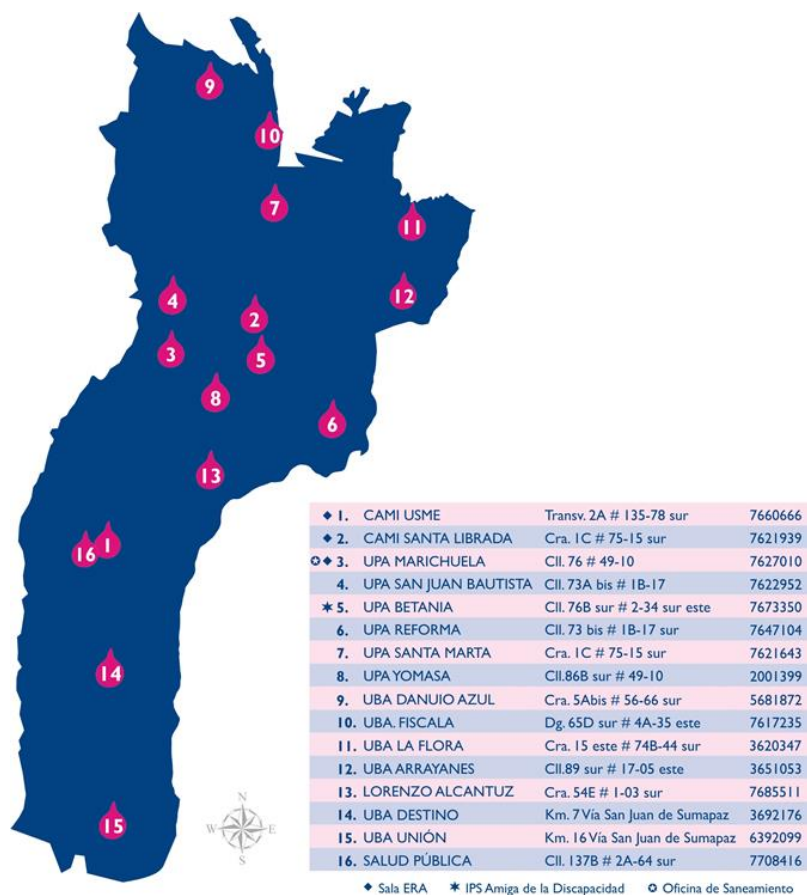 9
10
7
11
12
4
2
3
5
8
6
13
16 1
14
15
N
W E
S
◆ 1. CAMI USME Transv. 2A # 135-78 sur 7660666
◆ 2. CAMI SANTA LIBRADA Cra. 1C # 75-15 sur 7621939
✪ ◆ 3. UPA MARICHUELA Cll. 76 # 49-10 7627010
4. UPA SAN JUAN BAUTISTA Cll. 73A bis # 1B-17 7622952
✶ 5. UPA BETANIA Cll. 76B sur # 2-34 sur este 7673350
6. UPA REFORMA Cll. 73 bis # 1B-17 sur 7647104
7. UPA SANTA MARTA Cra. 1C # 75-15 sur 7621643
8. UPA YOMASA Cll.86B sur # 49-10 2001399
9. UBA DANUIO AZUL Cra. 5Abis # 56-66 sur 5681872
10. UBA. FISCALA Dg. 65D sur # 4A-35 este 7617235
11. UBA LA FLORA Cra. 15 este # 74B-44 sur 3620347
12. UBA ARRAYANES Cll.89 sur # 17-05 este 3651053
13. LORENZO ALCANTUZ Cra. 54E # 1-03 sur 7685511
14. UBA DESTINO Km. 7 Vía San Juan de Sumapaz 3692176
15. UBA UNIÓN Km. 16 Vía San Juan de Sumapaz 6392099
16. SALUD PÚBLICA Cll. 137B # 2A-64 sur 7708416
◆ Sala ERA ✶ IPS Amiga de la Discapacidad ✪ Oficina de Saneamiento